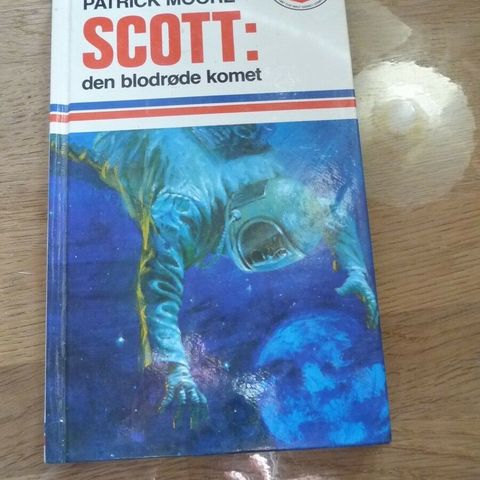 PATRICK MOORE
SCOTT:
den blodrøde komet